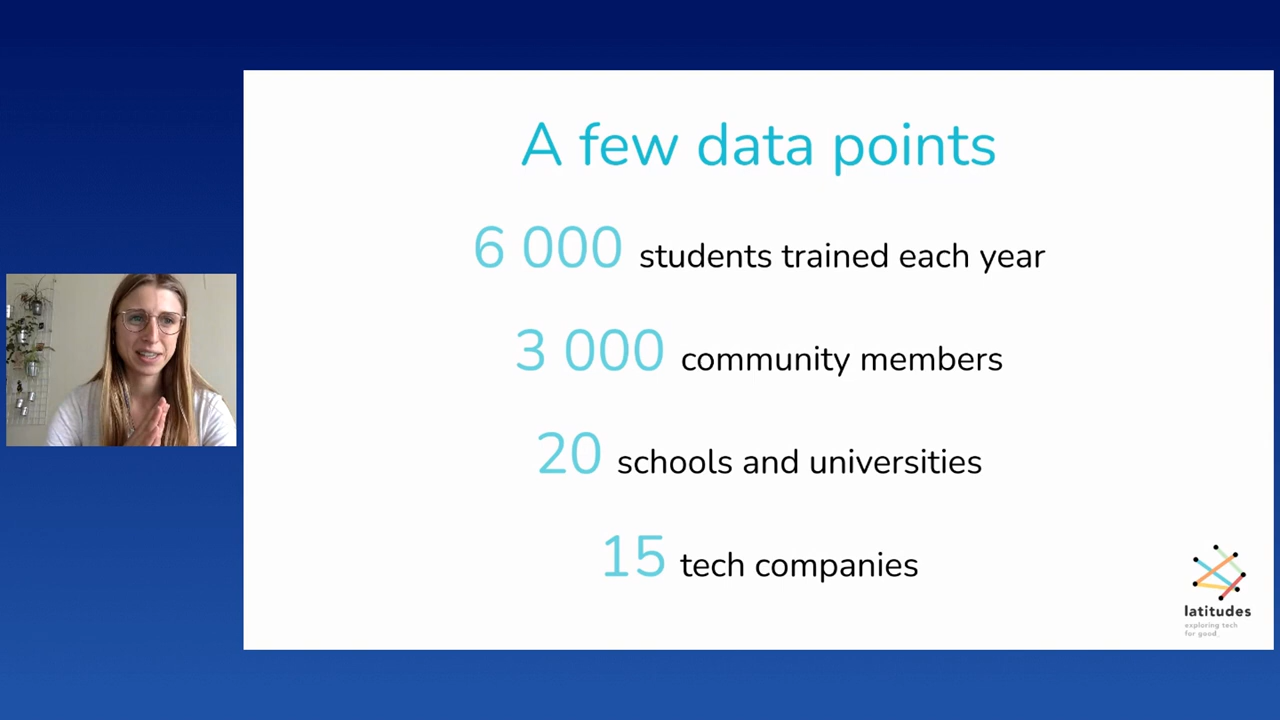 A few data points
6 000 students trained each year
3 000 community members
20 schools and universities
15 tech companies
latitudes
exploring tech
for good_